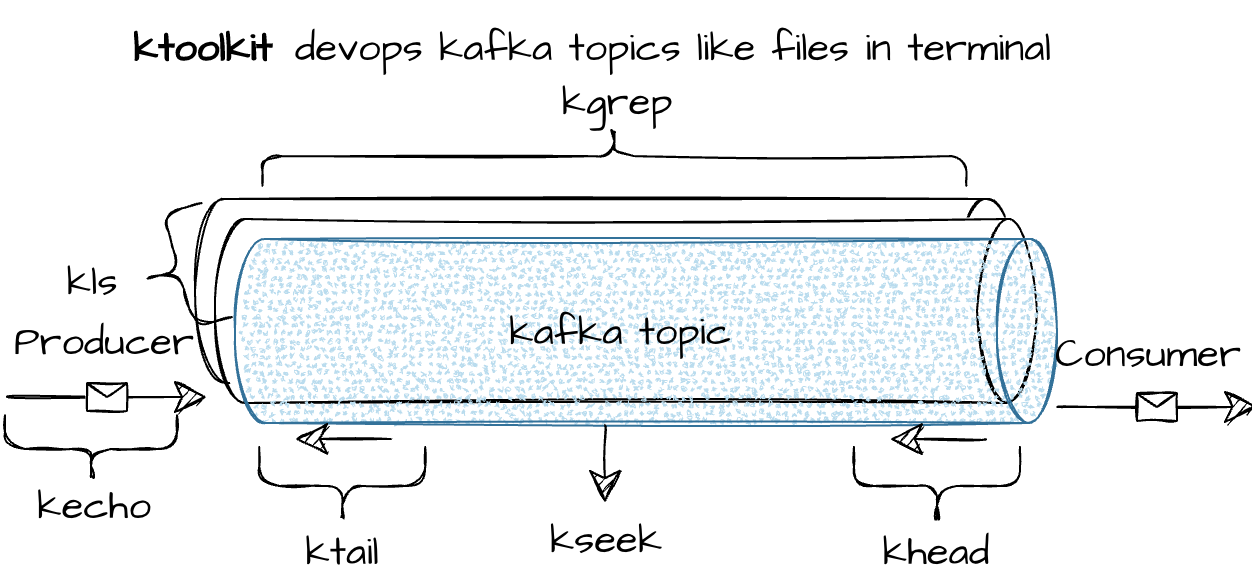 ktoolkit devops kafka topics like files in terminal
kgrep
kls
kafka topic
Producer
Consumer
kecho
ktail
kseek
khead